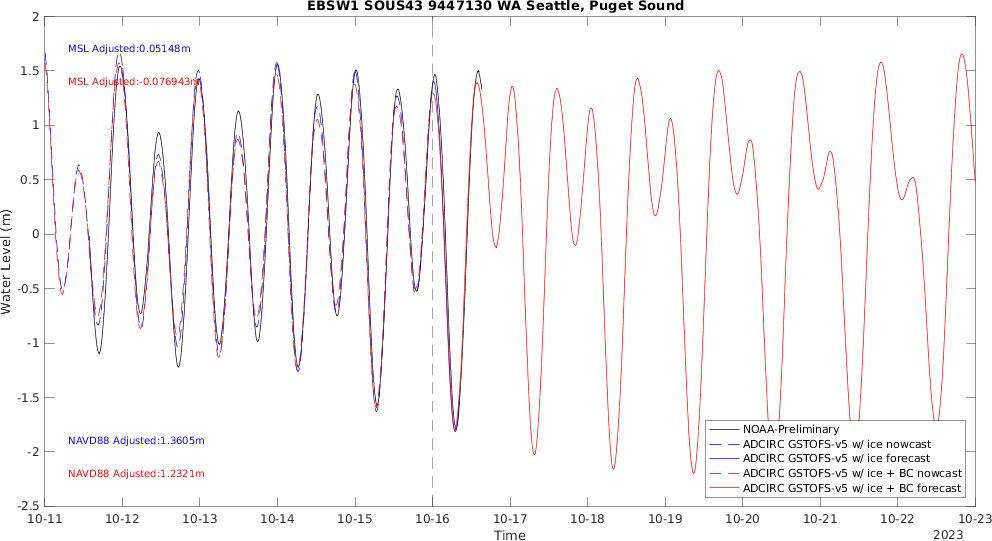 EBSW1 SOUS43 9447130 WA Seattle, Puget Sound
2
1.5
1
0.5
0
-0.5
-1
-1.5
-2
-2.5
Water Level (m)
MSL Adjusted:0.05148m
MSL Adjusted:-0.076943m
NAVD88 Adjusted:1.3605m
NAVD88 Adjusted:1.2321m
NOAA-Preliminary
ADCIRC GSTOFS-v5 w/ ice nowcast
ADCIRC GSTOFS-v5 w/ ice forecast
ADCIRC GSTOFS-v5 w/ ice + BC nowcast
ADCIRC GSTOFS-v5 w/ ice + BC forecast
10-11 10-12 10-13 10-14 10-15 10-16 10-17 10-18 10-19 10-20 10-21 10-22 10-23
Time
2023